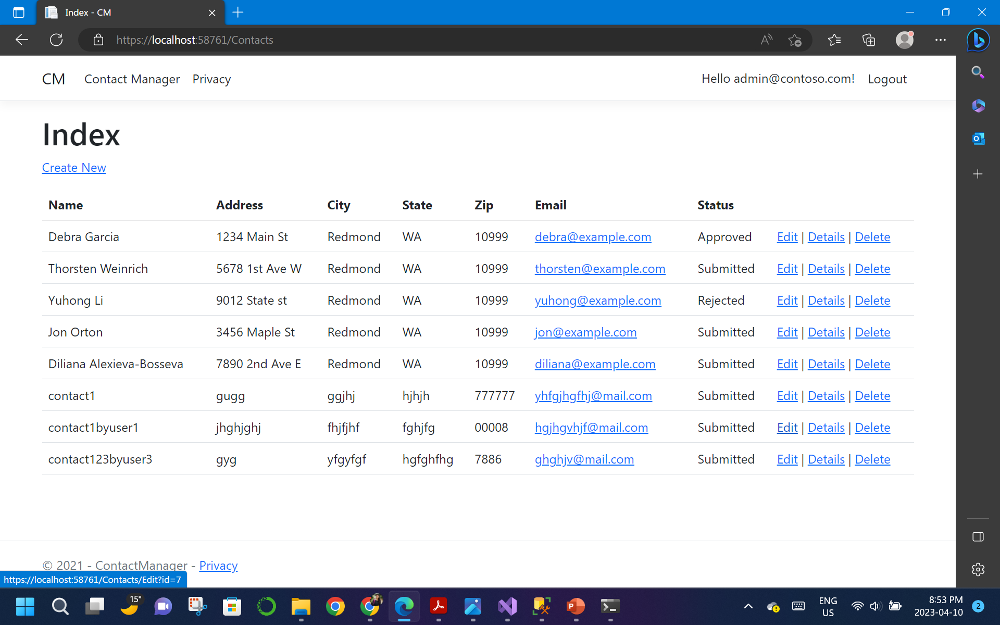 Index - CM
https://localhost:58761/Contacts
CM Contact Manager Privacy Hello admin@contoso.com! Logout
Index
Create New
Name Address City State Zip Email Status
Debra Garcia 1234 Main St Redmond WA 10999 debra@example.com Approved Edit | Details | Delete
Thorsten Weinrich 5678 1st Ave W Redmond WA 10999 thorsten@example.com Submitted Edit | Details | Delete
Yuhong Li 9012 State st Redmond WA 10999 yuhong@example.com Rejected Edit | Details | Delete
Jon Orton 3456 Maple St Redmond WA 10999 jon@example.com Submitted Edit | Details | Delete
Diliana Alexieva-Bosseva 7890 2nd Ave E Redmond WA 10999 diliana@example.com Submitted Edit | Details | Delete
contact1 gugg ggjhj hjhjh 777777 yhfgjhgfhj@mail.com Submitted Edit | Details | Delete
contact1byuser1 jhghjghj fhjfjhf fghjfg 00008 hgjhgvhjf@mail.com Submitted Edit | Details | Delete
contact123byuser3 gyg yfgyfgf hgfghfhg 7886 ghghjv@mail.com Submitted Edit | Details | Delete
© 2021 - ContactManager - Privacy
https://localhost:58761/Contacts/Edit?id=7
15°
ENG
US
8:53 PM
2023-04-10
2